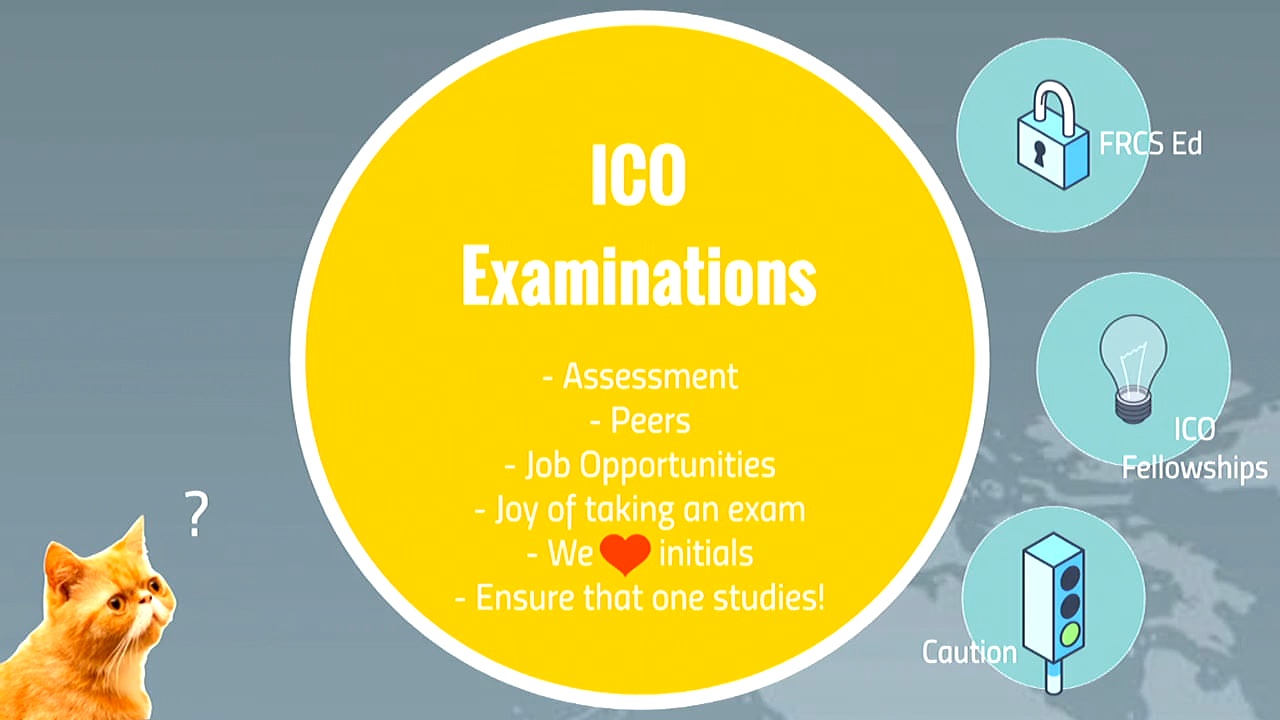 ICO
Examinations
- Assessment
- Peers
- Job Opportunities
- Joy of taking an exam
- We ❤ initials
- Ensure that one studies!
?
FRCS Ed
ICO
Fellowships
Caution